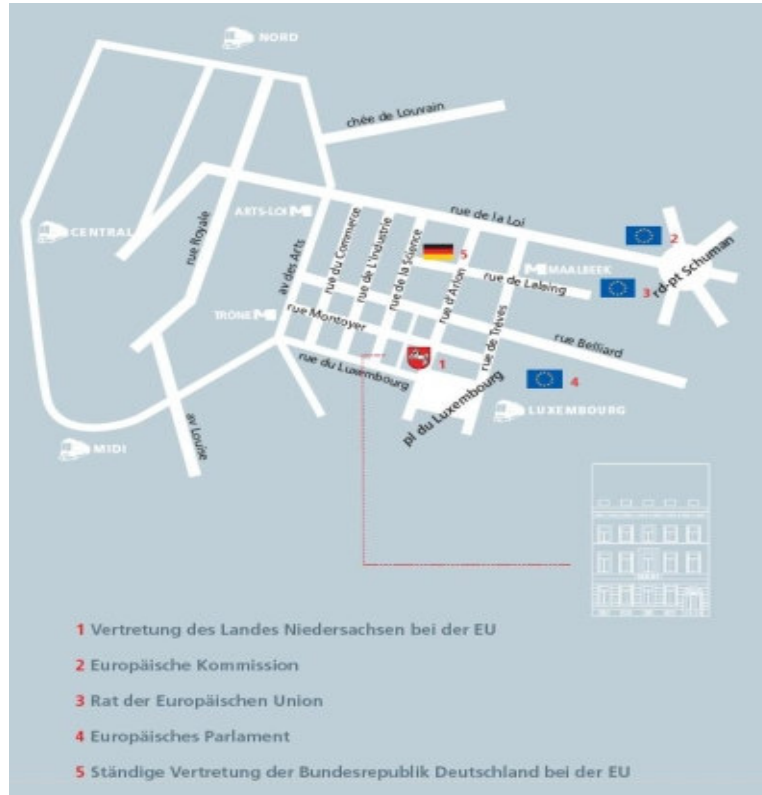 NORD
chée de Louvain
ARTS-LOI M
rue de la Loi
2
CENTRAL
rue Royale
av des Arts
rue du Commerce
rue de L'industrie
rue de la Science
5
rue d'Arlon
M MAALBEEK
rue de Lalaing
3
rd-pt Schuman
TRÔNE M
rue Montoyer
rue de Trèves
rue Belliard
1
rue du Luxembourg
4
pl du Luxembourg
LUXEMBOURG
MIDI
av Louise
1 Vertretung des Landes Niedersachsen bei der EU
2 Europäische Kommission
3 Rat der Europäischen Union
4 Europäisches Parlament
5 Ständige Vertretung der Bundesrepublik Deutschland bei der EU